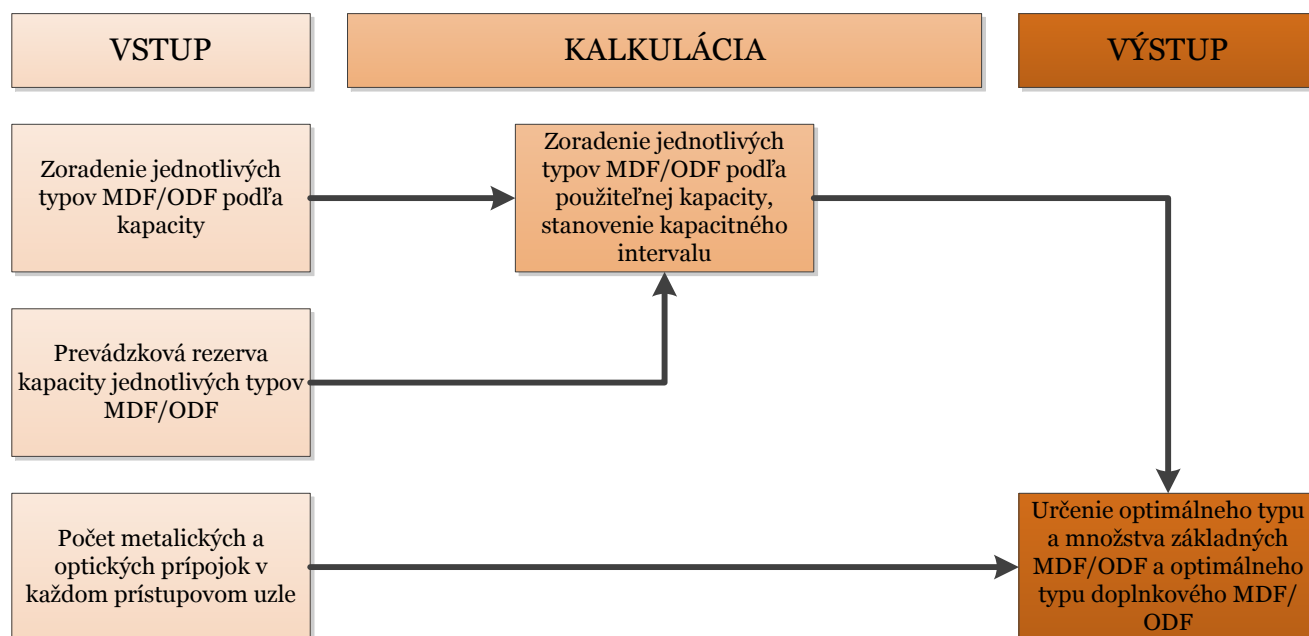 VSTUP
KALKULÁCIA
VÝSTUP
Zoradenie jednotlivých
typov MDF/ODF podľa
kapacity
Zoradenie jednotlivých
typov MDF/ODF podľa
použiteľnej kapacity,
stanovenie kapacitného
intervalu
Prevádzková rezerva
kapacity jednotlivých typov
MDF/ODF
Počet metalických a
optických prípojok v
každom prístupovom uzle
Určenie optimálneho typu
a množstva základných
MDF/ODF a optimálneho
typu doplnkového MDF/
ODF